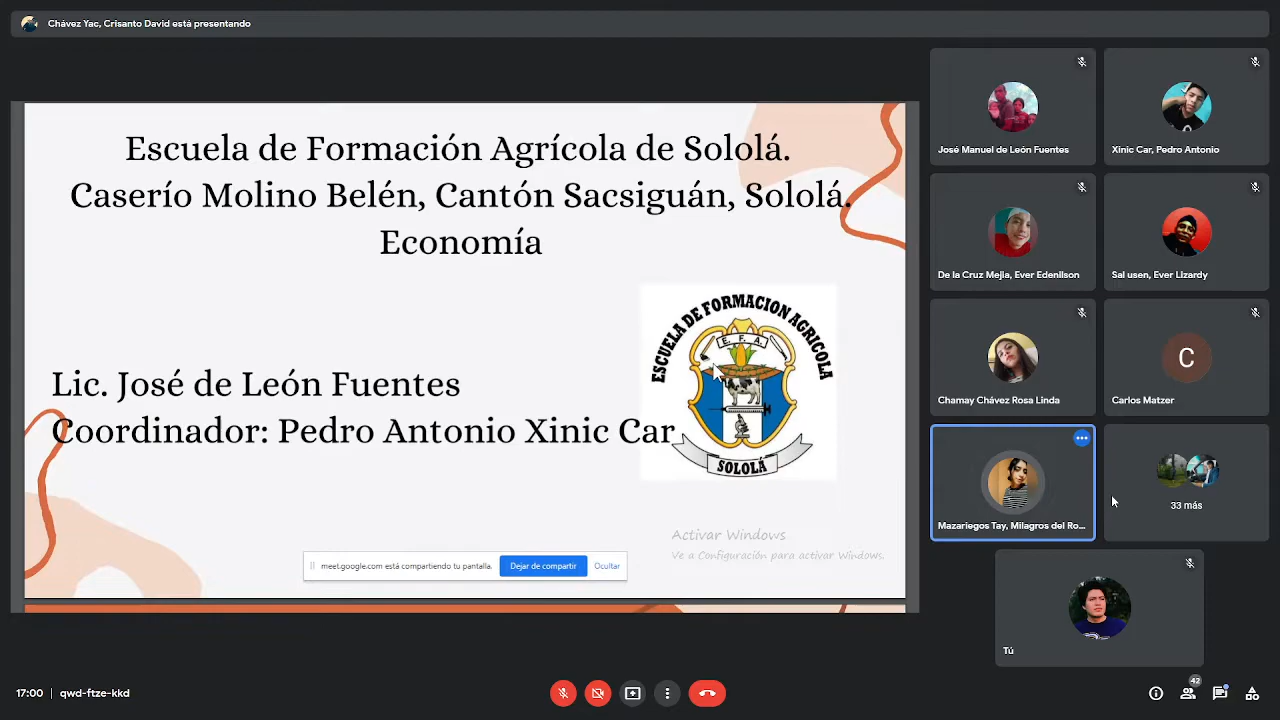 Chávez Yac, Crisanto David está presentando
Escuela de Formación Agrícola de Sololá.
Caserío Molino Belén, Cantón Sacsiguán, Sololá.
Economía
Lic. José de León Fuentes
Coordinador: Pedro Antonio Xinic Car
ESCUELA DE FORMACION AGRICOLA
E. F. A.
SOLOLÁ
Activar Windows
Ve a Configuración para activar Windows.
meet.google.com está compartiendo tu pantalla.
Dejar de compartir
Ocultar
José Manuel de León Fuentes
Xinic Car, Pedro Antonio
De la Cruz Mejia, Ever Edenilson
Sal usen, Ever Lizardy
Chamay Chávez Rosa Linda
C
Carlos Matzer
Mazariegos Tay, Milagros del Ro...
33 más
Tú
17:00 | qwd-ftze-kkd
42